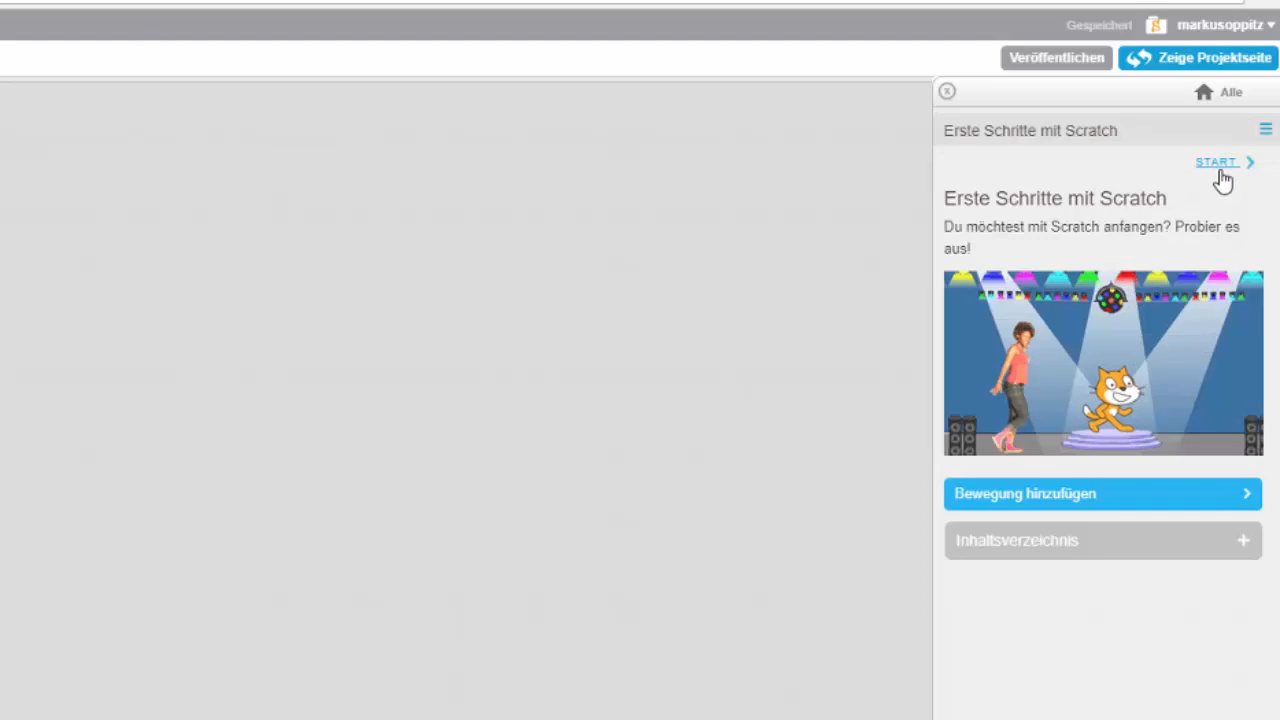 Gespeichert markusoppitz
Veröffentlichen Zeige Projektseite
Alle
Erste Schritte mit Scratch
START
Erste Schritte mit Scratch
Du möchtest mit Scratch anfangen? Probier es
aus!
Bewegung hinzufügen
Inhaltsverzeichnis